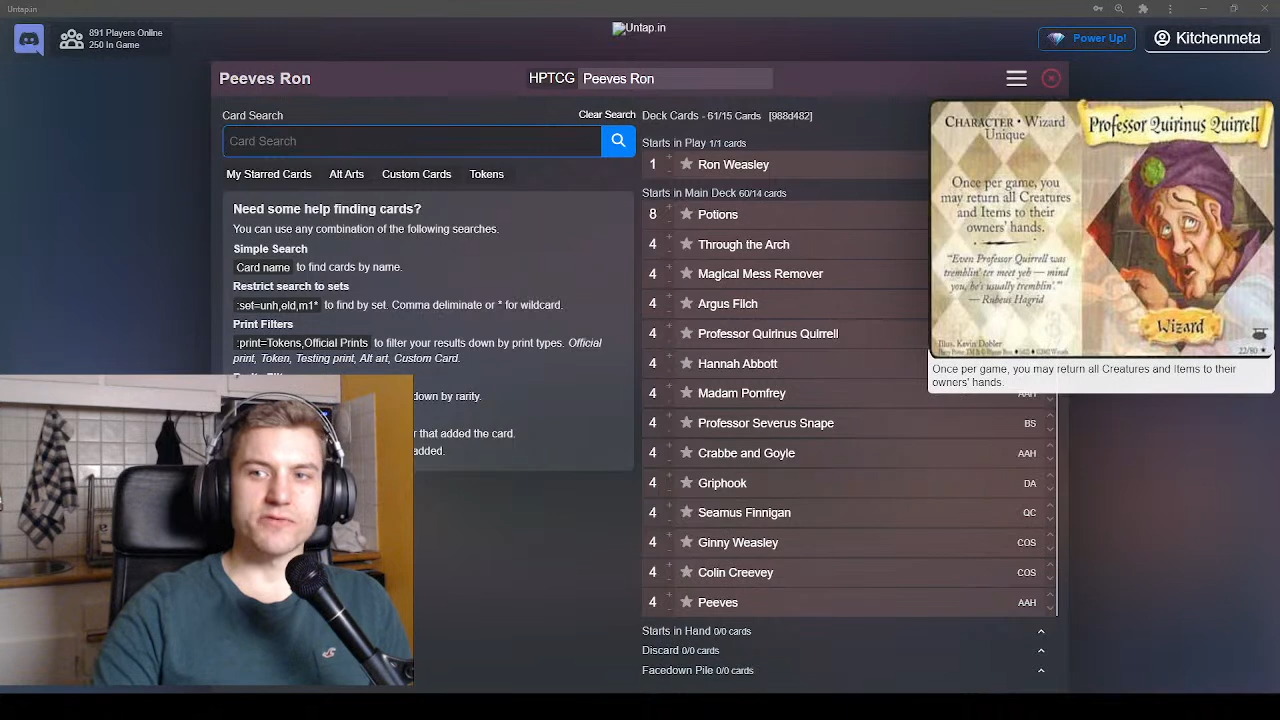 Untap.in
891 Players Online
250 In Game
Untap.in
Power Up!
Kitchenmeta
Peeves Ron
HPTCG
Peeves Ron
Card Search
Clear Search
Card Search
My Starred Cards
Alt Arts
Custom Cards
Tokens
Need some help finding cards?
You can use any combination of the following searches.
Simple Search
Card name to find cards by name.
Restrict search to sets
:set=unh,eld,m1* to find by set. Comma deliminate or * for wildcard.
Print Filters
:print=Tokens,Official Prints to filter your results down by print types. Official
print, Token, Testing print, Alt art, Custom Card.
down by rarity.
r that added the card.
added.
Deck Cards - 61/15 Cards [988d482]
Starts in Play 1/1 cards
1 Ron Weasley
Starts in Main Deck 60/14 cards
8 Potions
4 Through the Arch
4 Magical Mess Remover
4 Argus Filch
4 Professor Quirinus Quirrell
4 Hannah Abbott
4 Madam Pomfrey AAH
4 Professor Severus Snape BS
4 Crabbe and Goyle AAH
4 Griphook DA
4 Seamus Finnigan QC
4 Ginny Weasley COS
4 Colin Creevey COS
4 Peeves AAH
Starts in Hand 0/0 cards
Discard 0/0 cards
Facedown Pile 0/0 cards
Character • Wizard
Unique
Professor Quirinus Quirrell
Once per game, you
may return all Creatures
and Items to their
owners' hands.
"Even Professor Quirrell was
tremblin' ter meet yeh — mind
you, he's usually tremblin'."
— Rubeus Hagrid
Wizard
Illus. Kevin Dobler
22/80 ★
Once per game, you may return all Creatures and Items to their
owners' hands.